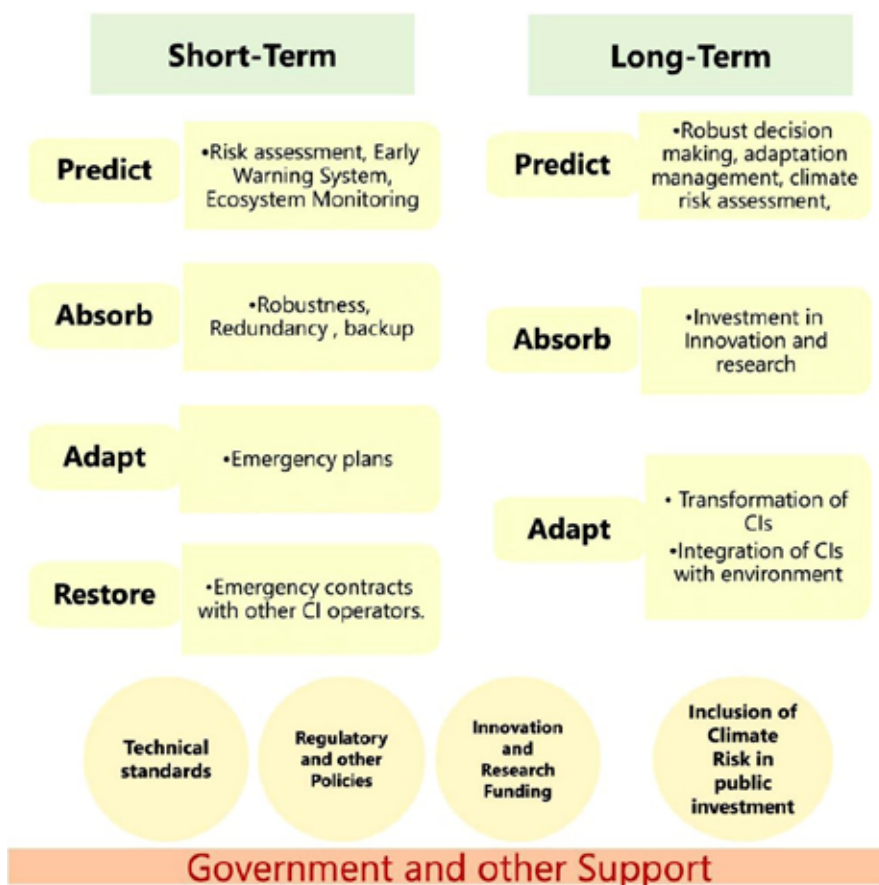 Short-Term
Predict
•Risk assessment, Early
Warning System,
Ecosystem Monitoring
Absorb
•Robustness,
Redundancy , backup
Adapt
•Emergency plans
Restore
•Emergency contracts
with other CI operators.
Long-Term
Predict
•Robust decision
making, adaptation
management, climate
risk assessment,
Absorb
•Investment in
Innovation and
research
Adapt
• Transformation of
CIs
•Integration of CIs
with environment
Technical
standards
Regulatory
and other
Policies
Innovation
and
Research
Funding
Inclusion of
Climate
Risk in
public
investment
Government and other Support